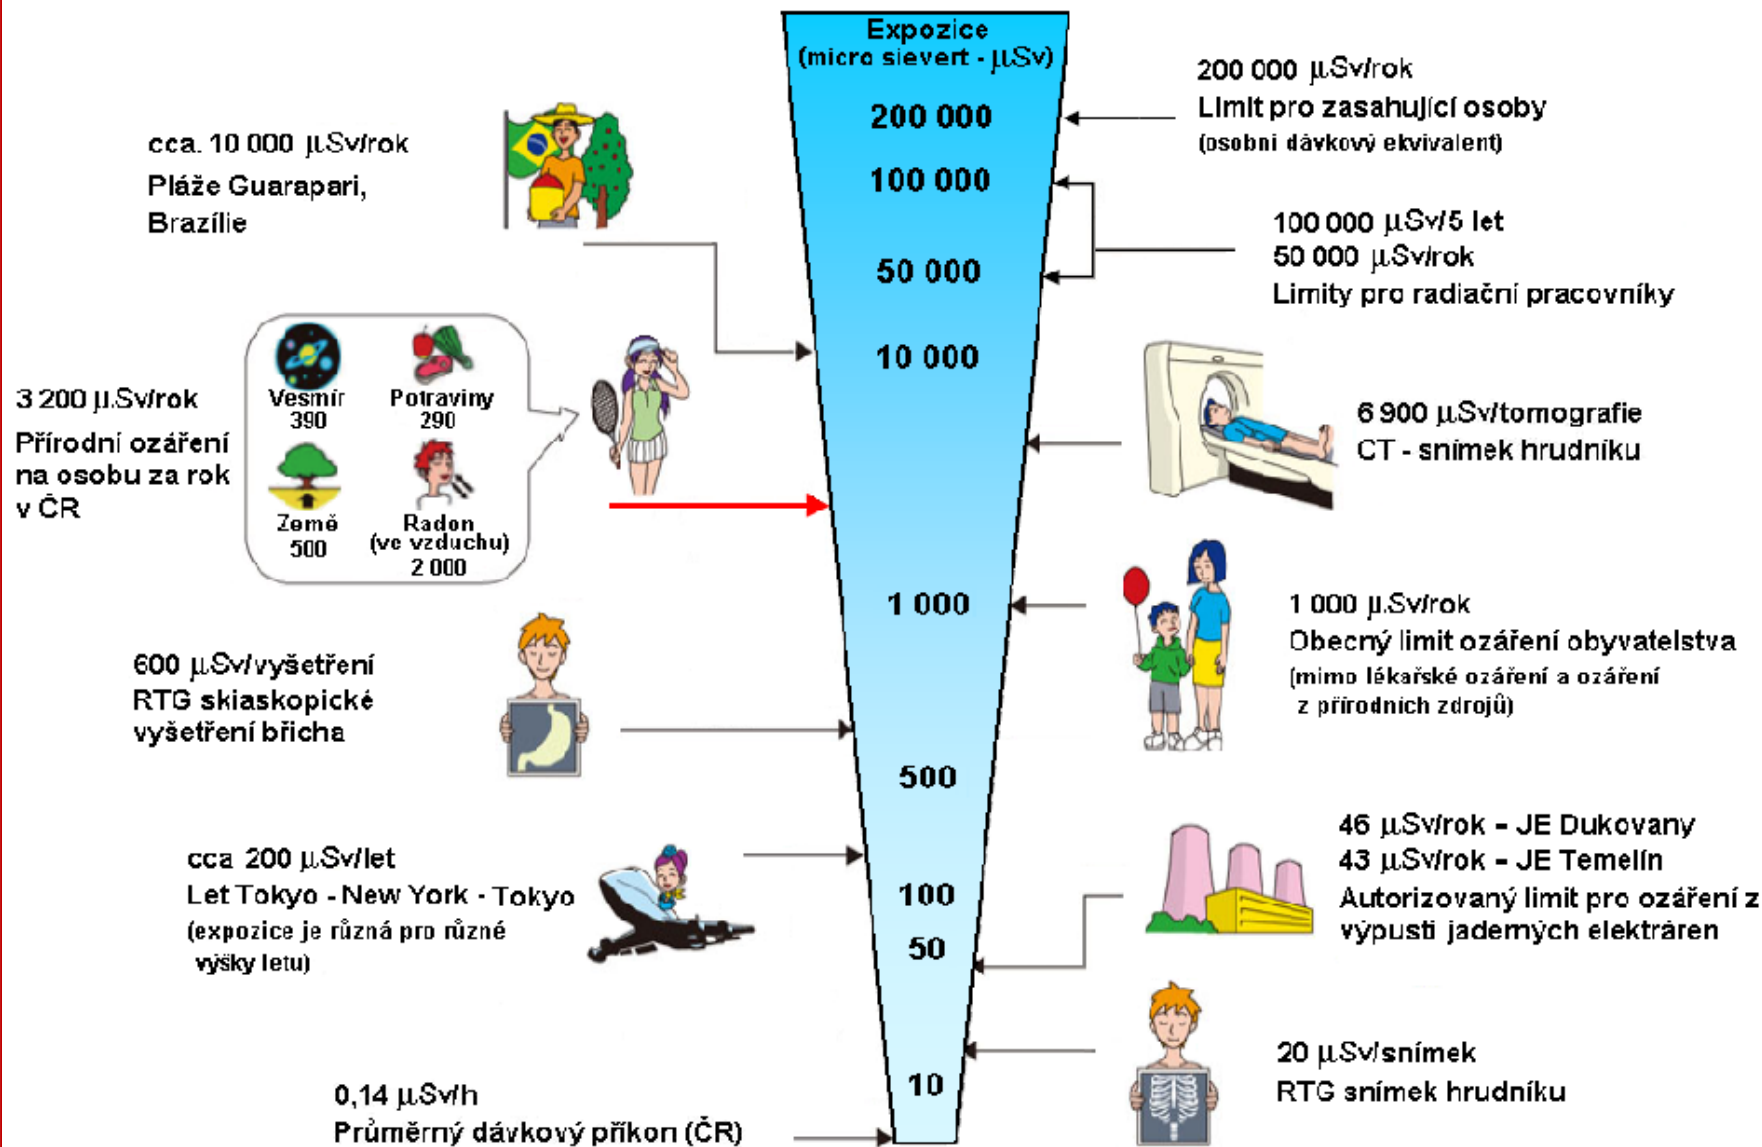 Expozice
(micro sievert - µSv)
200 000
100 000
50 000
10 000
1 000
500
100
50
10
cca. 10 000 µSv/rok
Pláže Guarapari,
Brazílie
3 200 µSv/rok
Přírodní ozáření
na osobu za rok
v ČR
Vesmír
390
Potraviny
290
Země
500
Radon
(ve vzduchu)
2 000
600 µSv/vyšetření
RTG skiaskopické
vyšetření břicha
cca 200 µSv/let
Let Tokyo - New York - Tokyo
(expozice je různá pro různé
výšky letu)
0,14 µSv/h
Průměrný dávkový příkon (ČR)
200 000 µSv/rok
Limit pro zasahující osoby
(osobní dávkový ekvivalent)
100 000 µSv/5 let
50 000 µSv/rok
Limity pro radiační pracovníky
6 900 µSv/tomografie
CT - snímek hrudníku
1 000 µSv/rok
Obecný limit ozáření obyvatelstva
(mimo lékařské ozáření a ozáření
z přírodních zdrojů)
46 µSv/rok – JE Dukovany
43 µSv/rok – JE Temelín
Autorizovaný limit pro ozáření z
výpustí jaderných elektráren
20 µSv/snímek
RTG snímek hrudníku